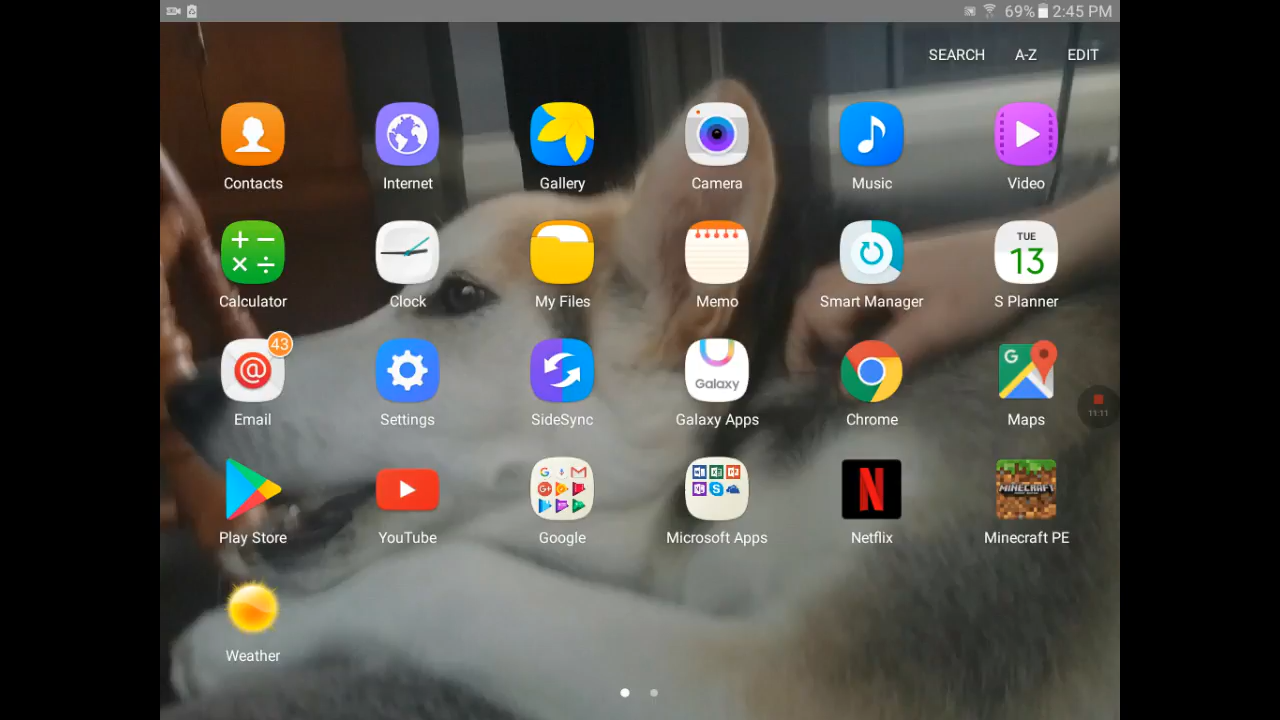 69% 2:45 PM
SEARCH A-Z EDIT
Contacts Internet Gallery Camera Music Video
TUE
13
Calculator Clock My Files Memo Smart Manager S Planner
43
@
Galaxy
G
Email Settings SideSync Galaxy Apps Chrome Maps
11:11
G
G+
N
MINECRAFT
Play Store YouTube Google Microsoft Apps Netflix Minecraft PE
Weather